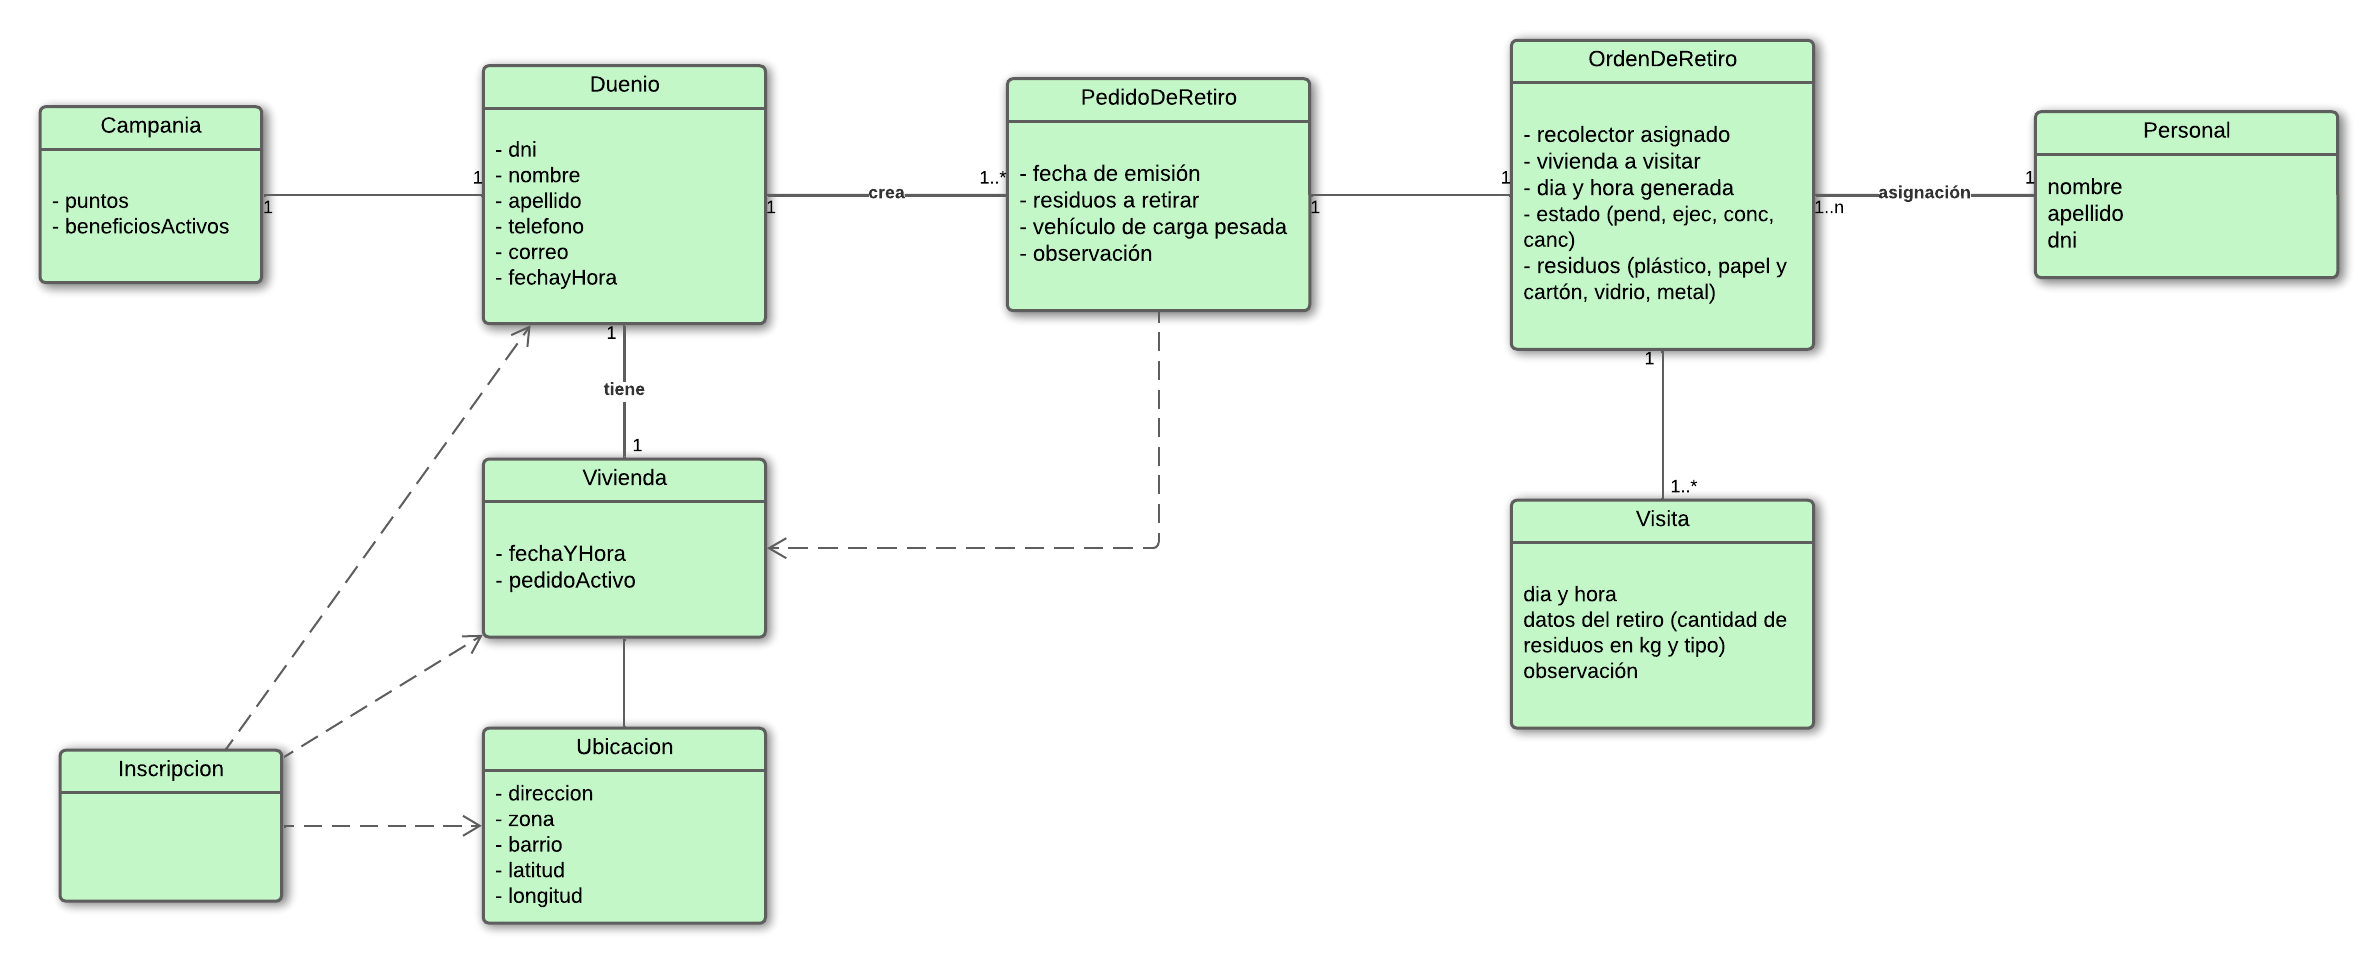 Campania
- puntos
- beneficiosActivos
1
1
Duenio
- dni
- nombre
- apellido
- telefono
- correo
- fechayHora
1
crea
1..*
PedidoDeRetiro
- fecha de emisión
- residuos a retirar
- vehículo de carga pesada
- observación
1
1
OrdenDeRetiro
- recolector asignado
- vivienda a visitar
- dia y hora generada
- estado (pend, ejec, conc,
canc)
- residuos (plástico, papel y
cartón, vidrio, metal)
1..n
asignación
1
Personal
nombre
apellido
dni
1
tiene
1
Vivienda
- fechaYHora
- pedidoActivo
1
1..*
Visita
dia y hora
datos del retiro (cantidad de
residuos en kg y tipo)
observación
Inscripcion
Ubicacion
- direccion
- zona
- barrio
- latitud
- longitud